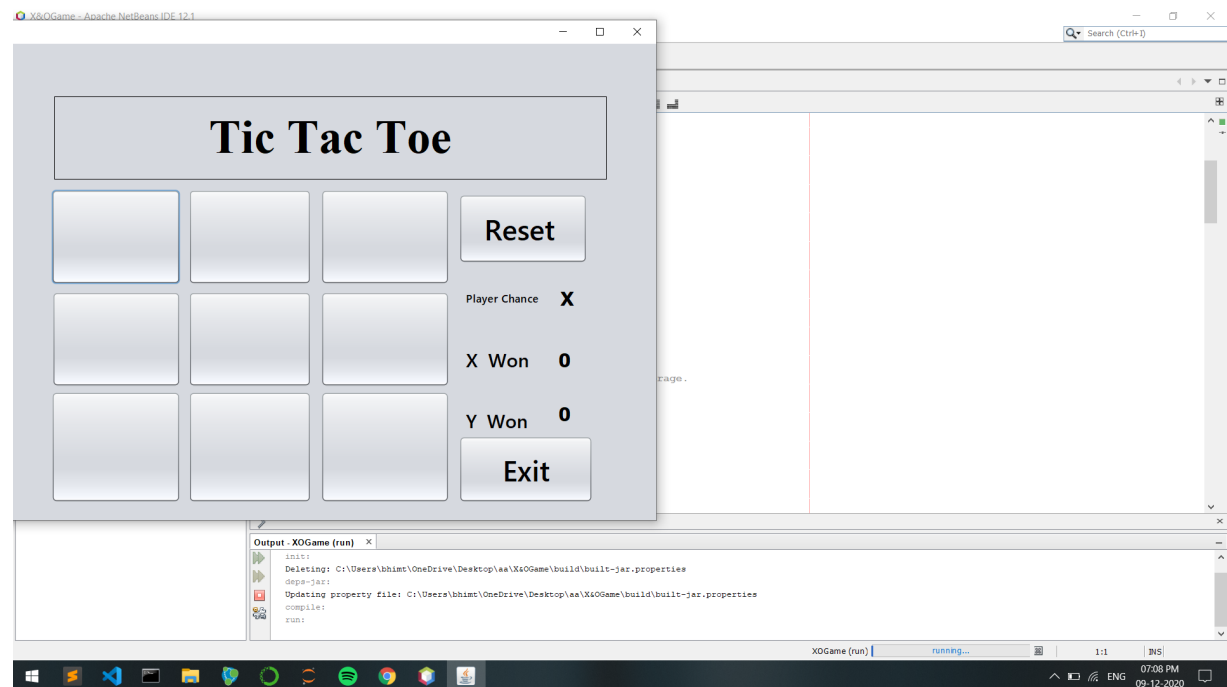 X&OGame - Apache NetBeans IDE 12.1
Search (Ctrl+I)
Tic Tac Toe
Reset
Player Chance X
X Won 0
rage.
Y Won 0
Exit
Output - XOGame (run)
init:
Deleting: C:\Users\bhimt\OneDrive\Desktop\aa\X&OGame\build\built-jar.properties
deps-jar:
Updating property file: C:\Users\bhimt\OneDrive\Desktop\aa\X&OGame\build\built-jar.properties
compile:
run:
XOGame (run) running... 1:1 INS
ENG 07:08 PM
09-12-2020